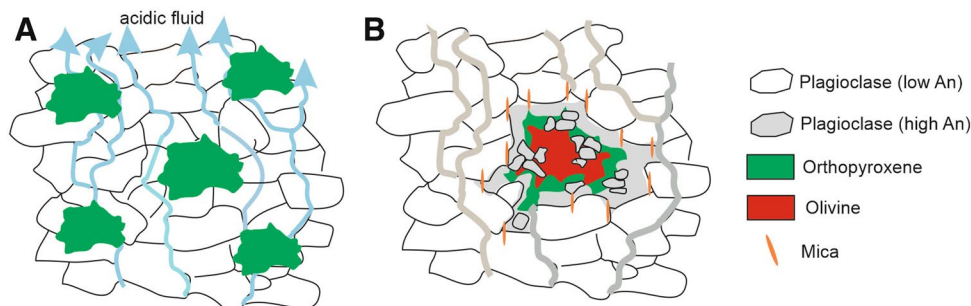 A
acidic fluid
B
Plagioclase (low An)
Plagioclase (high An)
Orthopyroxene
Olivine
Mica